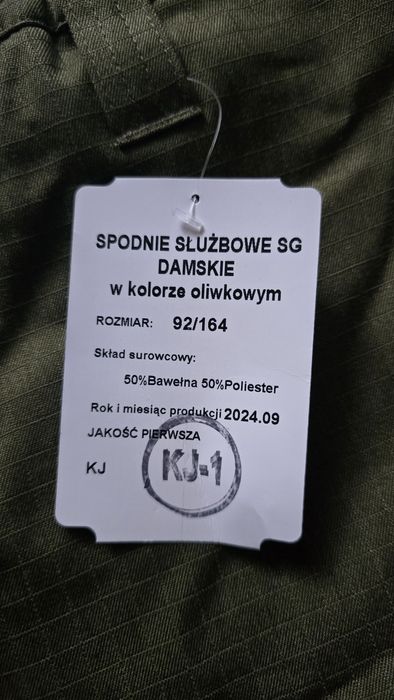 SPODNIE SŁUŻBOWE SG
DAMSKIE
w kolorze oliwkowym
ROZMIAR: 92/164
Skład surowcowy:
50%Bawełna 50%Poliester
Rok i miesiąc produkcji 2024.09
JAKOŚĆ PIERWSZA
KJ KJ-1